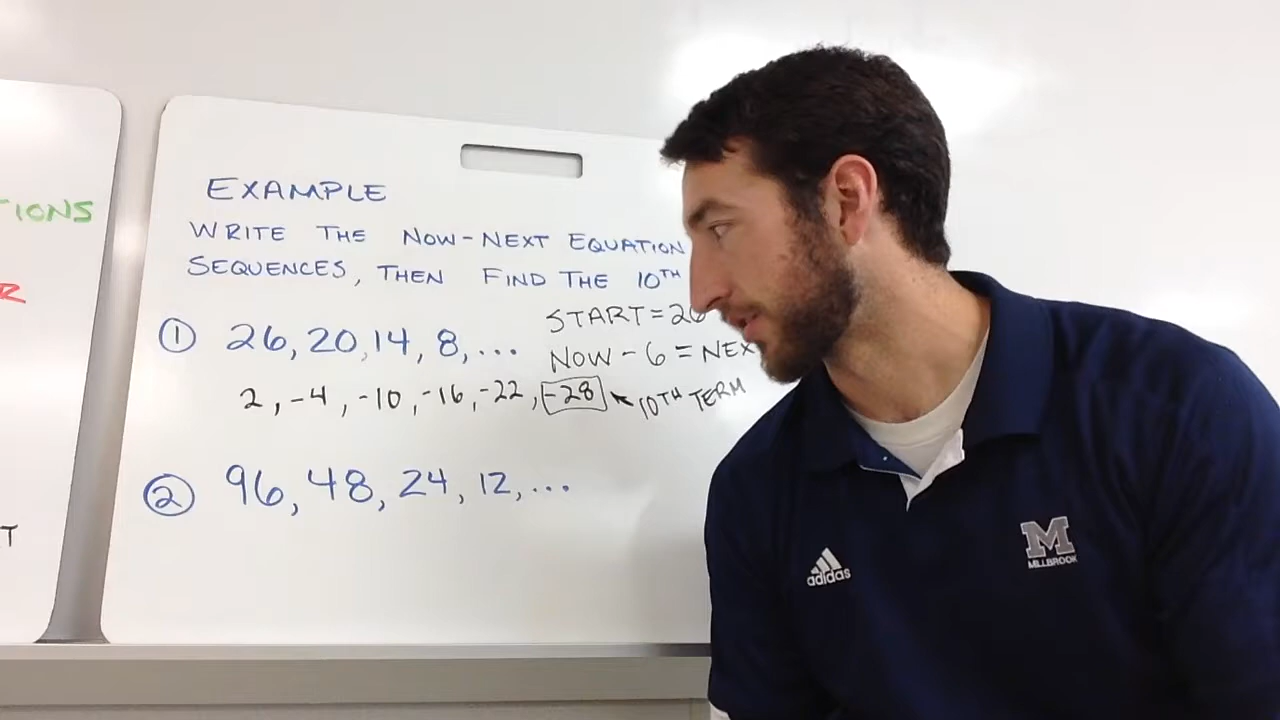 TIONS
R
T
EXAMPLE
WRITE THE NOW-NEXT EQUATION
SEQUENCES, THEN FIND THE 10TH
① 26, 20, 14, 8, ...
START = 26
NOW - 6 = NEX
2, -4, -10, -16, -22, -28 ← 10TH TERM
② 96, 48, 24, 12, ...
adidas
M
MILLBROOK